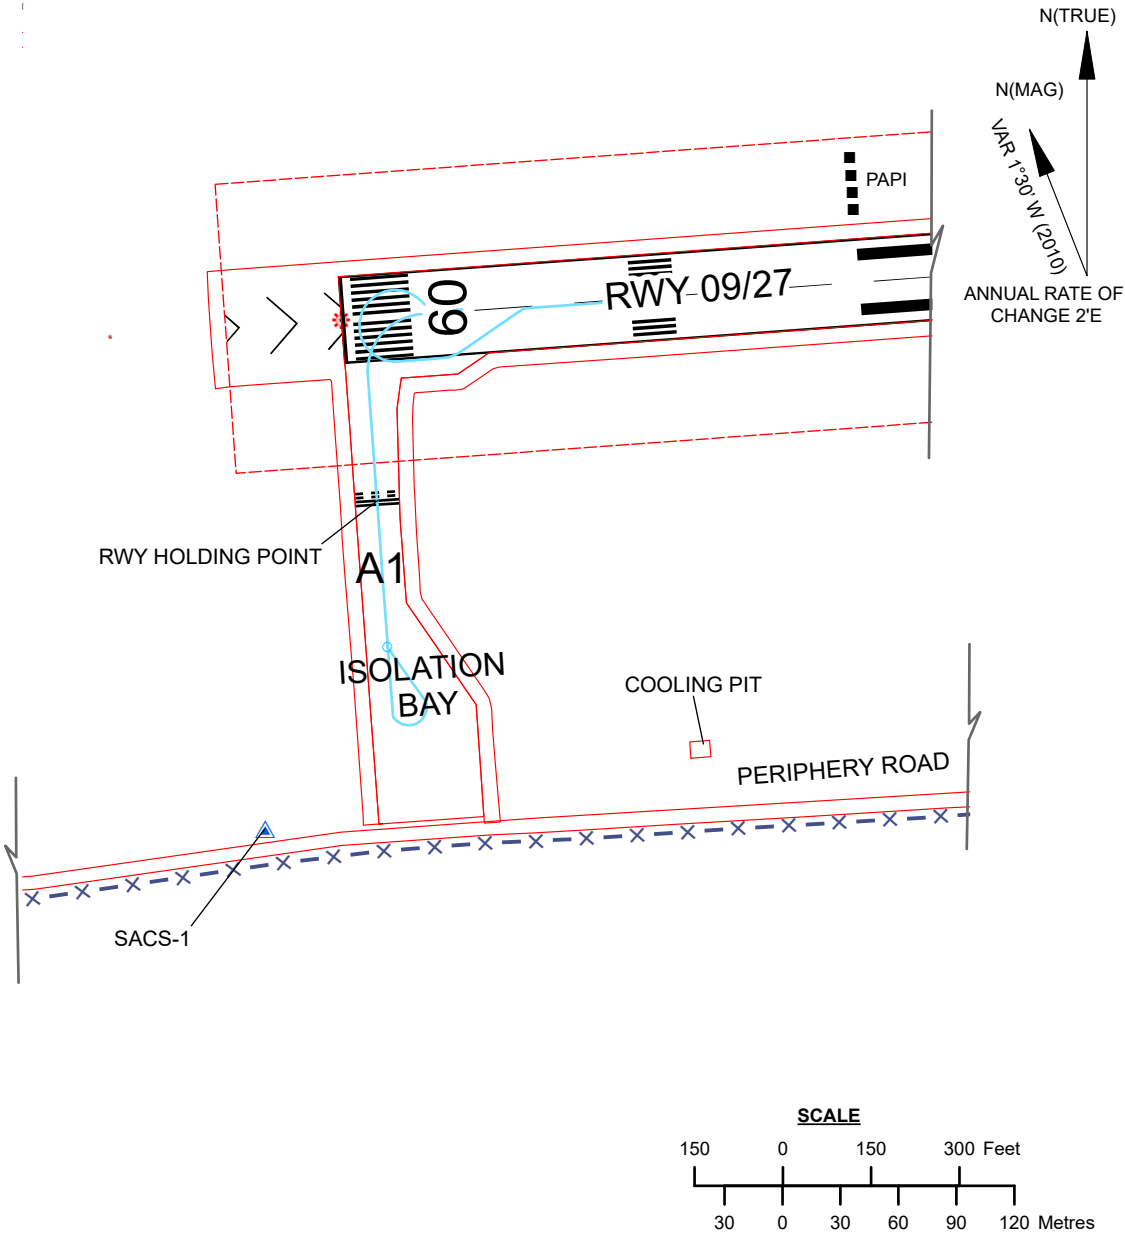 N(TRUE)
N(MAG)
VAR 1°30' W (2010)
ANNUAL RATE OF
CHANGE 2'E
PAPI
09
RWY 09/27
RWY HOLDING POINT
A1
ISOLATION
BAY
COOLING PIT
PERIPHERY ROAD
SACS-1
SCALE
150 0 150 300 Feet
30 0 30 60 90 120 Metres